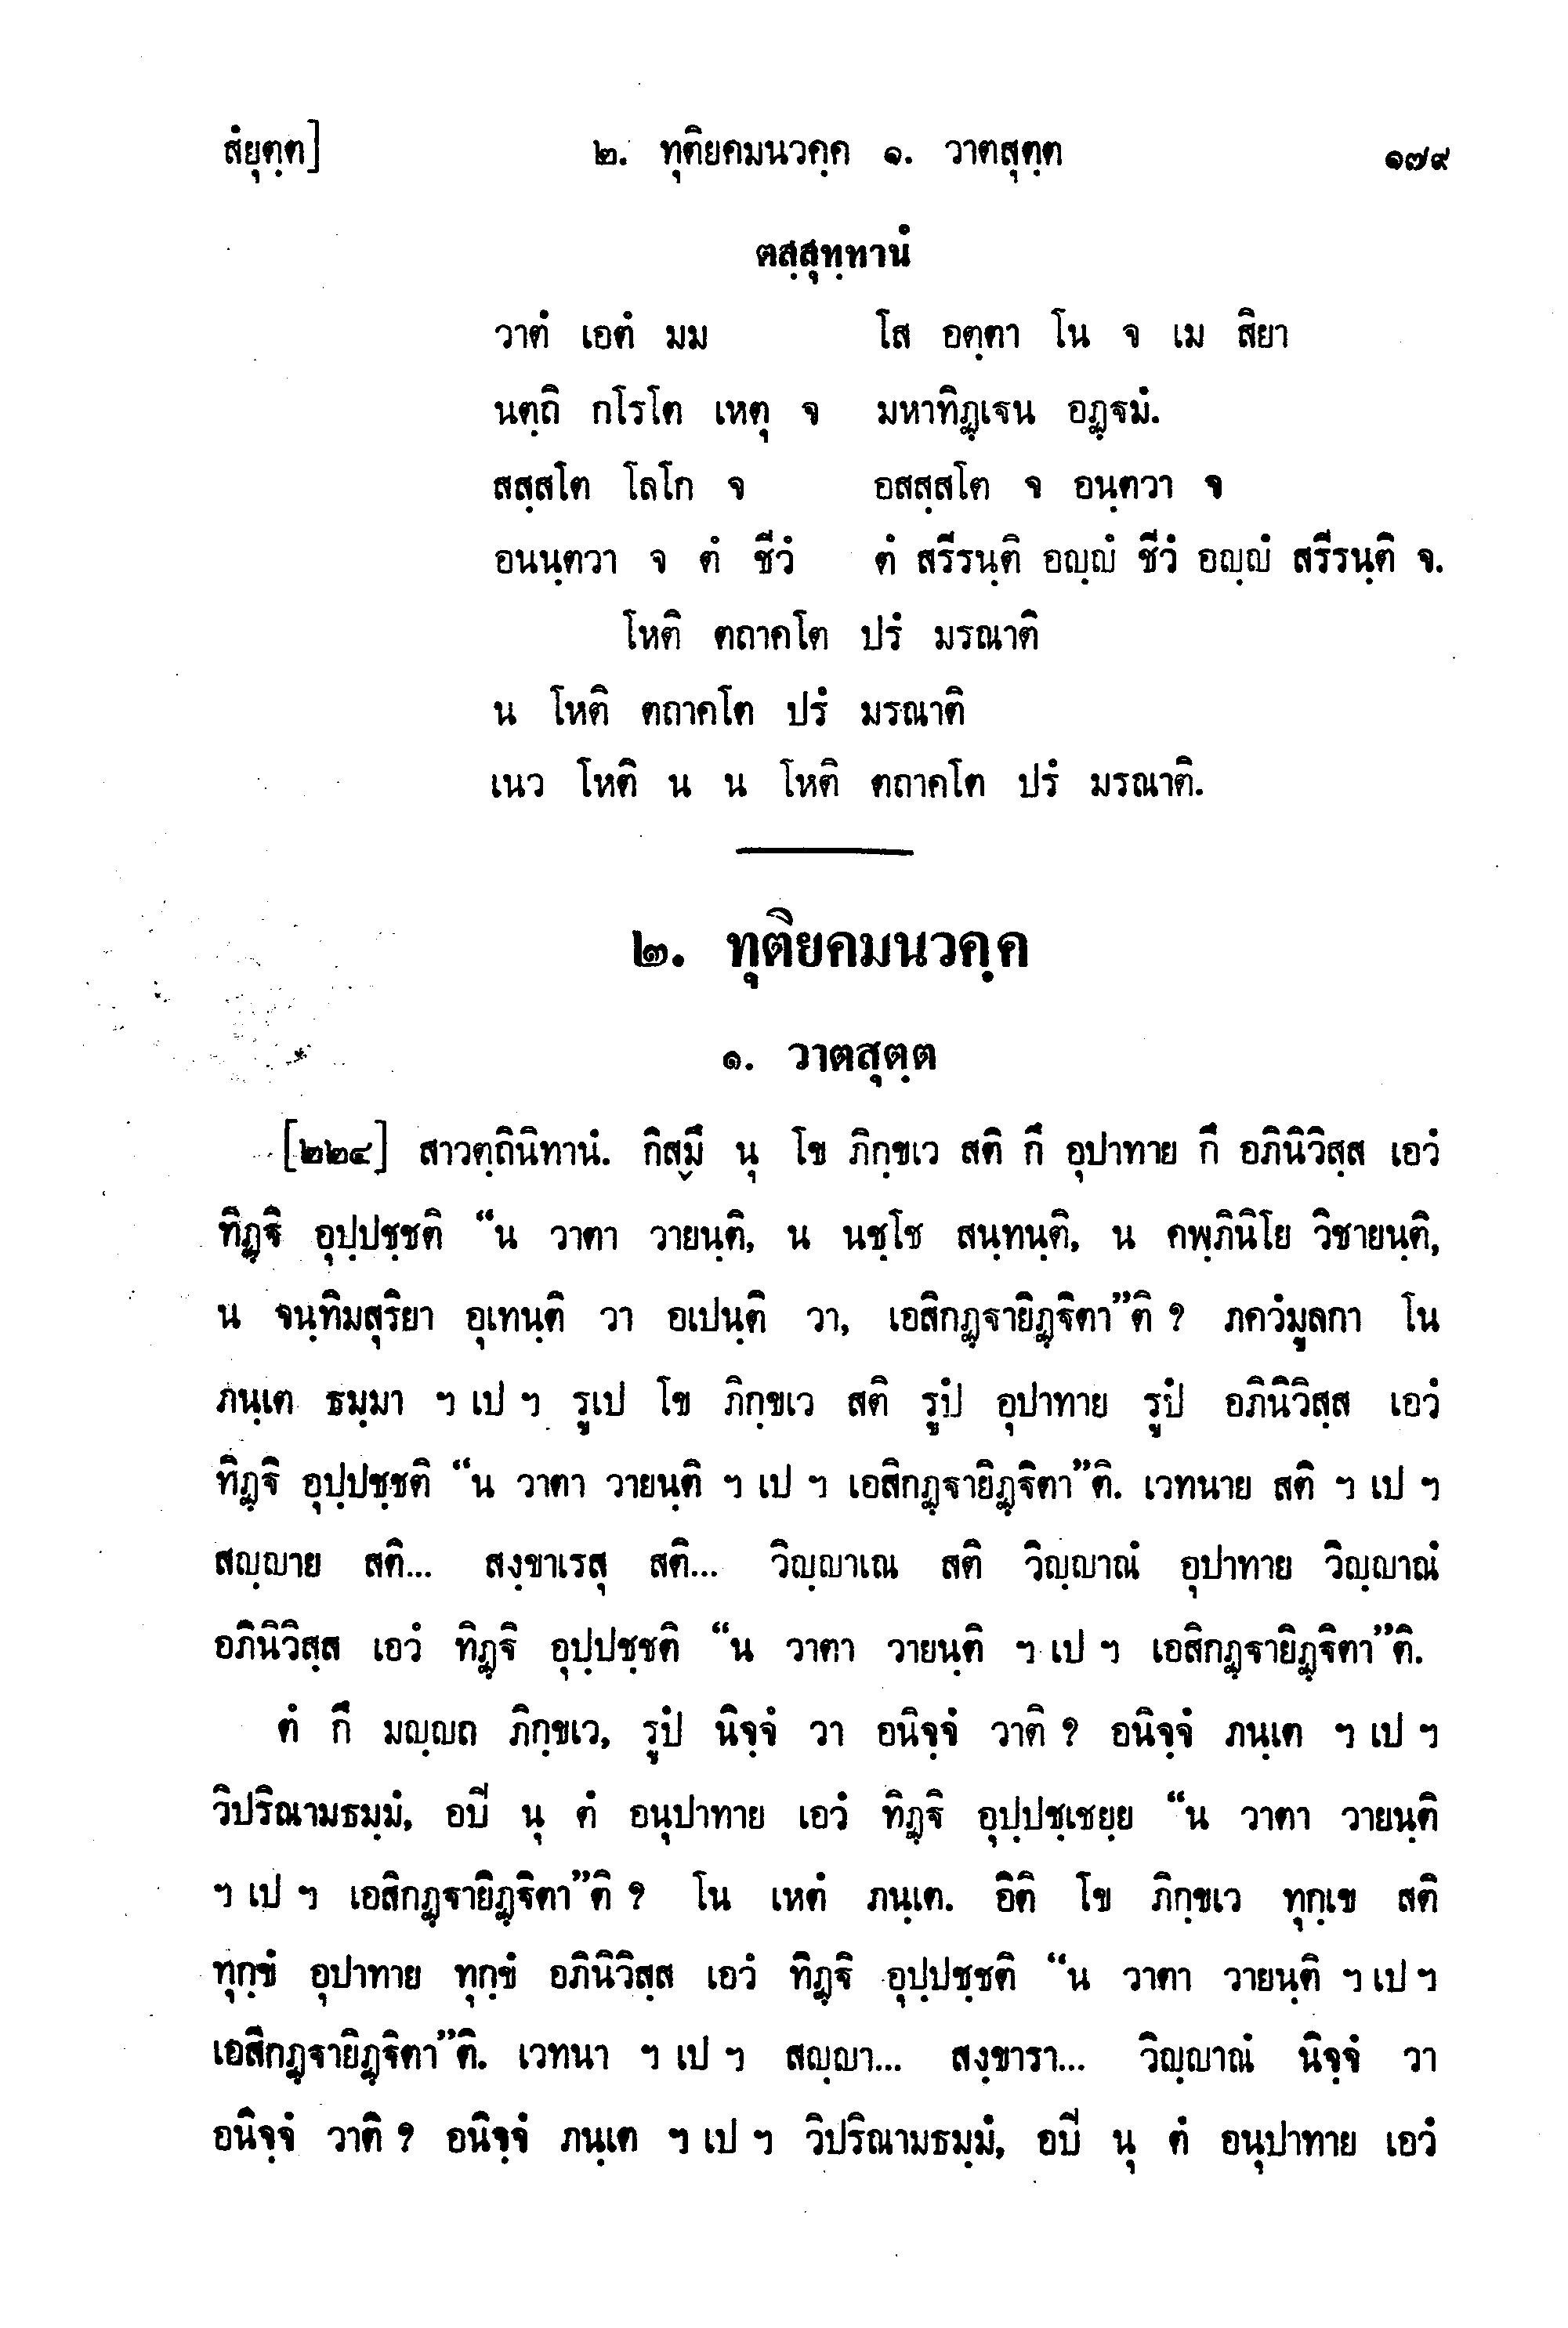 สํยุตฺต] ๒. ทุติยคมนวคฺค ๑. วาตสุตฺต ๑๗๙
ตสฺสุทฺทานํ
วาตํ เอตํ มม โส อตฺตา โน จ เม สิยา
นตฺถิ กโรโต เหตุ จ มหาทิฏฺเฐน อฏฺฐมํ.
สสฺสโต โลโก จ อสสฺสโต จ อนฺตวา จ
อนนฺตวา จ ตํ ชีวํ ตํ สรีรนฺติ อญฺญํ ชีวํ อญฺญํ สรีรนฺติ จ.
โหติ ตถาคโต ปรํ มรณาติ
น โหติ ตถาคโต ปรํ มรณาติ
เนว โหติ น น โหติ ตถาคโต ปรํ มรณาติ.
๒. ทุติยคมนวคฺค
๑. วาตสุตฺต
[๒๒๔] สาวตฺถินิทานํ. กิสฺมึ นุ โข ภิกฺขเว สติ กึ อุปาทาย กึ อภินิวิสฺส เอวํ
ทิฏฺฐิ อุปฺปชฺชติ “น วาตา วายนฺติ, น นชฺโช สนฺทนฺติ, น คพฺภินิโย วิชายนฺติ,
น จนฺทิมสุริยา อุเทนฺติ วา อเปนฺติ วา, เอสิกฏฺฐายิฏฺฐิตา”ติ ? ภควํมูลกา โน
ภนฺเต ธมฺมา ฯ เป ฯ รูเป โข ภิกฺขเว สติ รูปํ อุปาทาย รูปํ อภินิวิสฺส เอวํ
ทิฏฺฐิ อุปฺปชฺชติ “น วาตา วายนฺติ ฯ เป ฯ เอสิกฏฺฐายิฏฺฐิตา”ติ. เวทนาย สติ ฯ เป ฯ
สญฺญาย สติ... สงฺขาเรสุ สติ... วิญฺญาเณ สติ วิญฺญาณํ อุปาทาย วิญฺญาณํ
อภินิวิสฺส เอวํ ทิฏฺฐิ อุปฺปชฺชติ “น วาตา วายนฺติ ฯ เป ฯ เอสิกฏฺฐายิฏฺฐิตา”ติ.
ตํ กึ มญฺญถ ภิกฺขเว, รูปํ นิจฺจํ วา อนิจฺจํ วาติ ? อนิจฺจํ ภนฺเต ฯ เป ฯ
วิปริณามธมฺมํ, อปิ นุ ตํ อนุปาทาย เอวํ ทิฏฺฐิ อุปฺปชฺเชยฺย “น วาตา วายนฺติ
ฯ เป ฯ เอสิกฏฺฐายิฏฺฐิตา”ติ ? โน เหตํ ภนฺเต. อิติ โข ภิกฺขเว ทุกฺเข สติ
ทุกฺขํ อุปาทาย ทุกฺขํ อภินิวิสฺส เอวํ ทิฏฺฐิ อุปฺปชฺชติ “น วาตา วายนฺติ ฯ เป ฯ
เอสิกฏฺฐายิฏฺฐิตา”ติ. เวทนา ฯ เป ฯ สญฺญา... สงฺขารา... วิญฺญาณํ นิจฺจํ วา
อนิจฺจํ วาติ ? อนิจฺจํ ภนฺเต ฯ เป ฯ วิปริณามธมฺมํ, อปิ นุ ตํ อนุปาทาย เอวํ